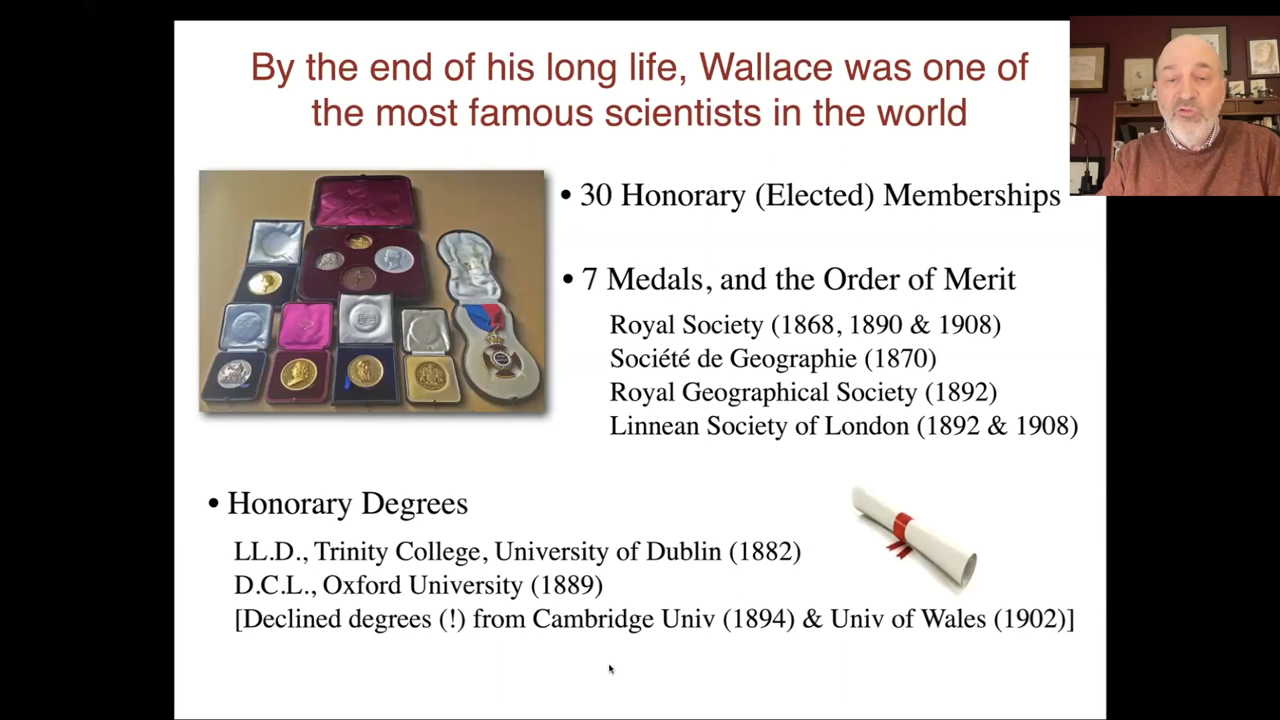 By the end of his long life, Wallace was one of
the most famous scientists in the world
• 30 Honorary (Elected) Memberships
• 7 Medals, and the Order of Merit
Royal Society (1868, 1890 & 1908)
Société de Geographie (1870)
Royal Geographical Society (1892)
Linnean Society of London (1892 & 1908)
• Honorary Degrees
LL.D., Trinity College, University of Dublin (1882)
D.C.L., Oxford University (1889)
[Declined degrees (!) from Cambridge Univ (1894) & Univ of Wales (1902)]